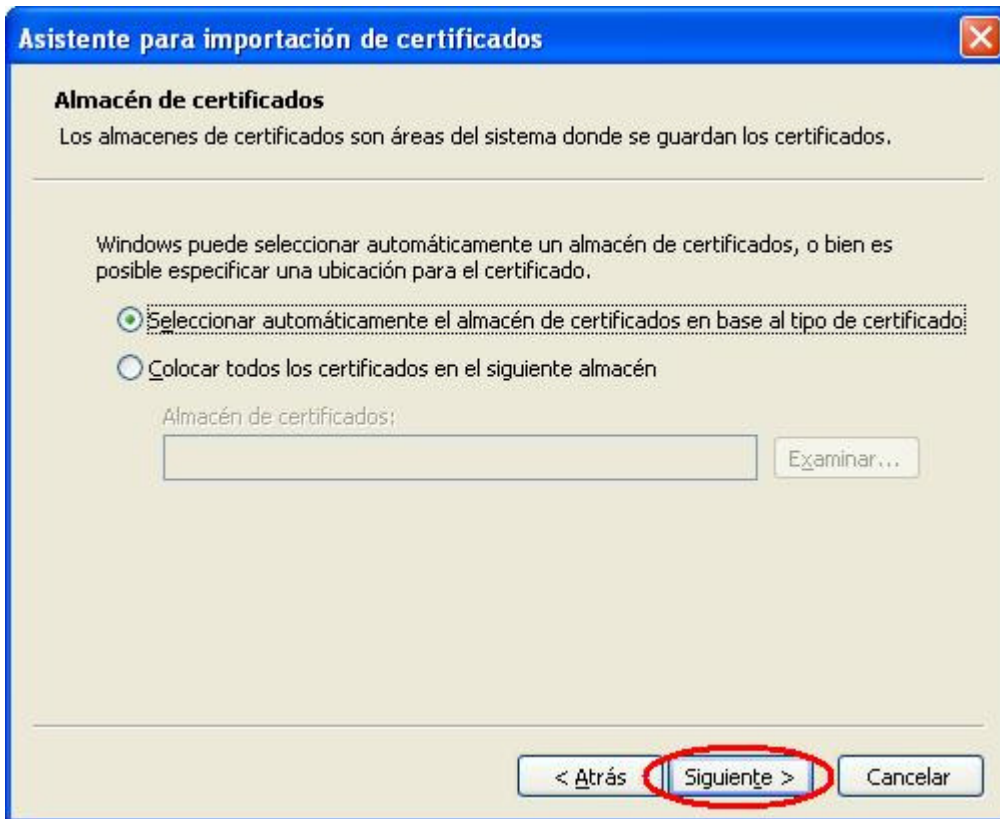 Asistente para importación de certificados
Almacén de certificados
Los almacenes de certificados son áreas del sistema donde se guardan los certificados.
Windows puede seleccionar automáticamente un almacén de certificados, o bien es
posible especificar una ubicación para el certificado.
Seleccionar automáticamente el almacén de certificados en base al tipo de certificado
Colocar todos los certificados en el siguiente almacén
Almacén de certificados:
Examinar...
< Atrás Siguiente > Cancelar